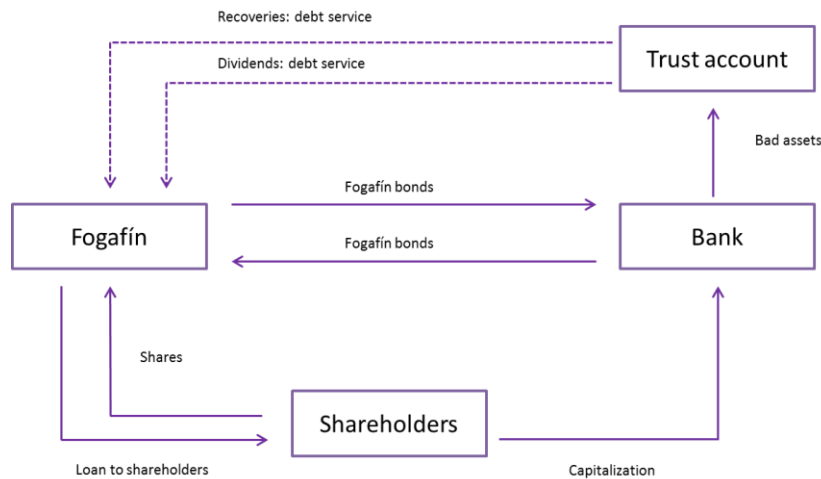 Recoveries: debt service
Trust account
Dividends: debt service
Bad assets
Fogafín bonds
Fogafín
Bank
Fogafín bonds
Shares
Shareholders
Loan to shareholders
Capitalization